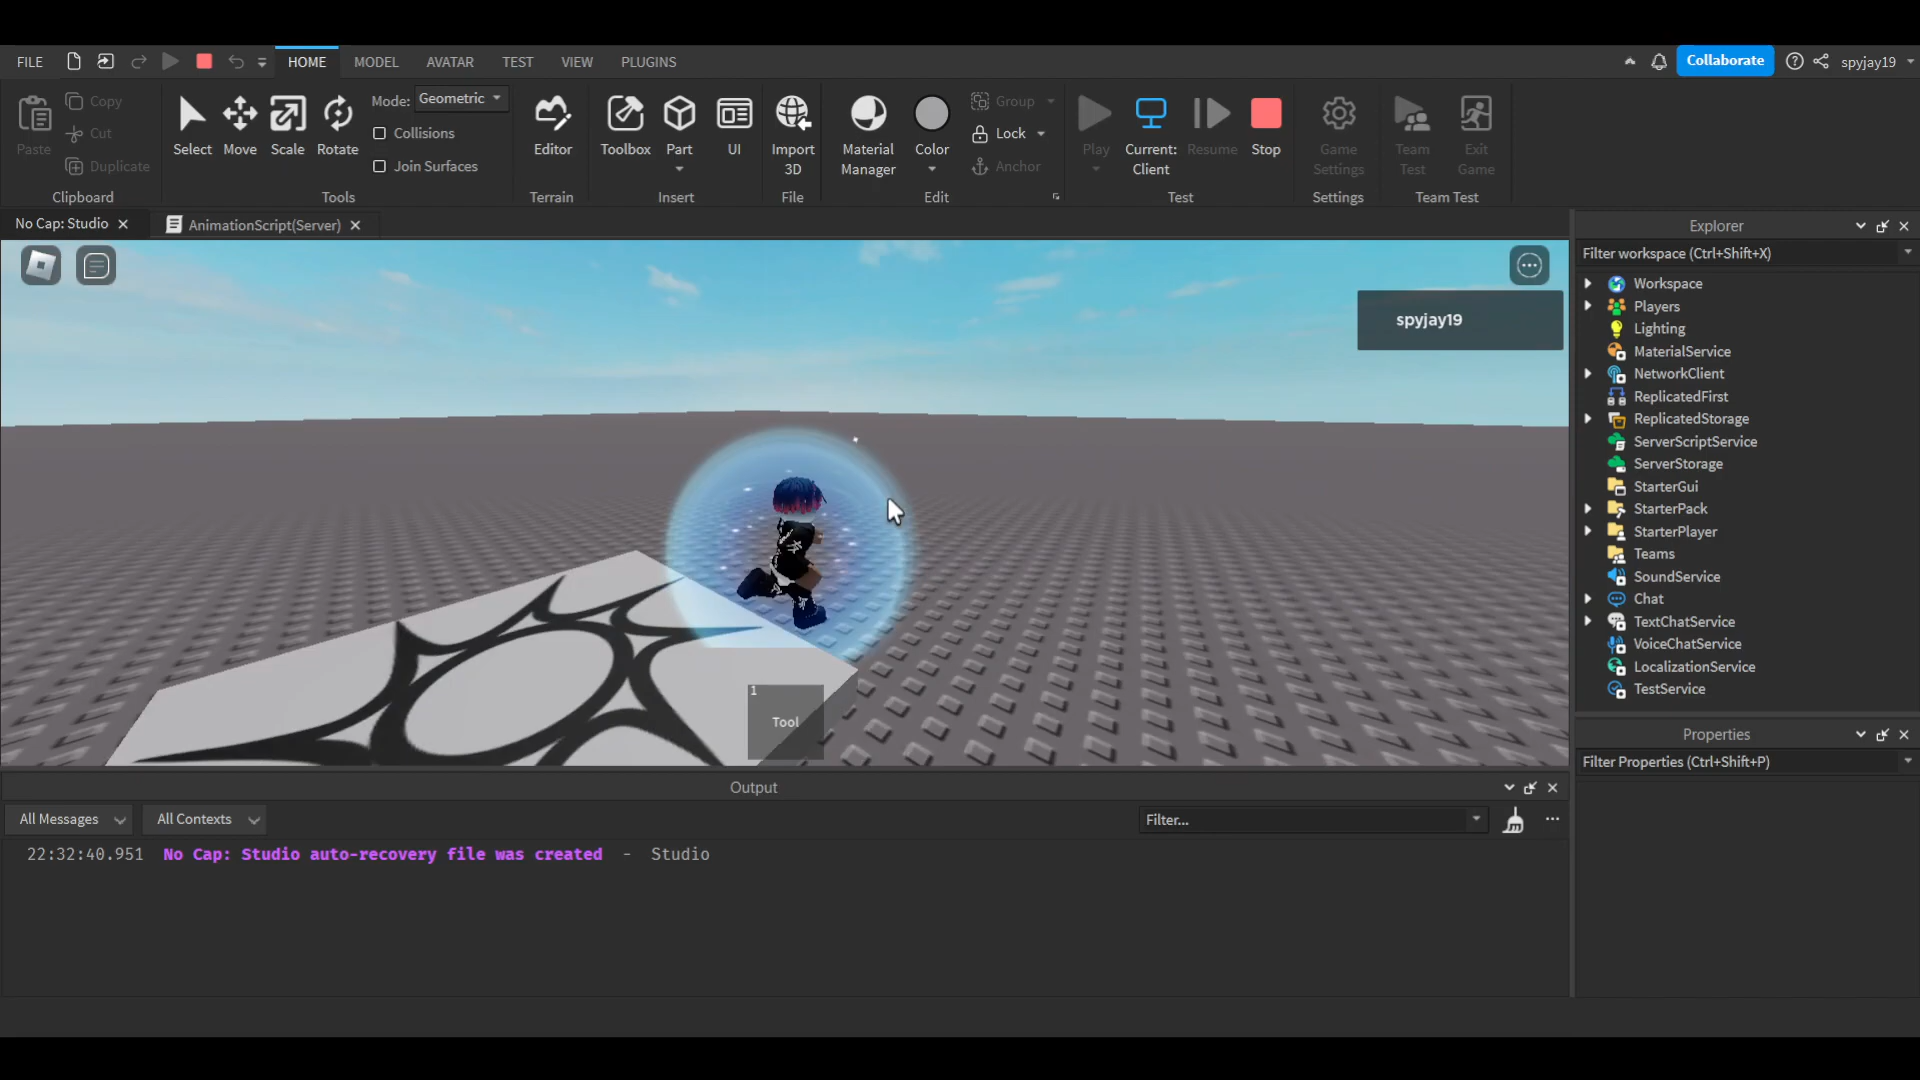 FILE HOME MODEL AVATAR TEST VIEW PLUGINS Collaborate spyjay19
Paste Copy Cut Duplicate
Clipboard
Select Move Scale Rotate Mode: Geometric
Collisions
Join Surfaces
Tools
Editor
Terrain
Toolbox Part UI
Insert
Import
3D
File
Material
Manager
Color
Group
Lock
Anchor
Edit
Play
Current:
Client
Resume
Stop
Test
Game
Settings
Settings
Team
Test
Exit
Game
Team Test
No Cap: Studio AnimationScript(Server)
spyjay19
1
Tool
Explorer
Filter workspace (Ctrl+Shift+X)
Workspace
Players
Lighting
MaterialService
NetworkClient
ReplicatedFirst
ReplicatedStorage
ServerScriptService
ServerStorage
StarterGui
StarterPack
StarterPlayer
Teams
SoundService
Chat
TextChatService
VoiceChatService
LocalizationService
TestService
Properties
Filter Properties (Ctrl+Shift+P)
Output
All Messages All Contexts Filter...
22:32:40.951 No Cap: Studio auto-recovery file was created - Studio